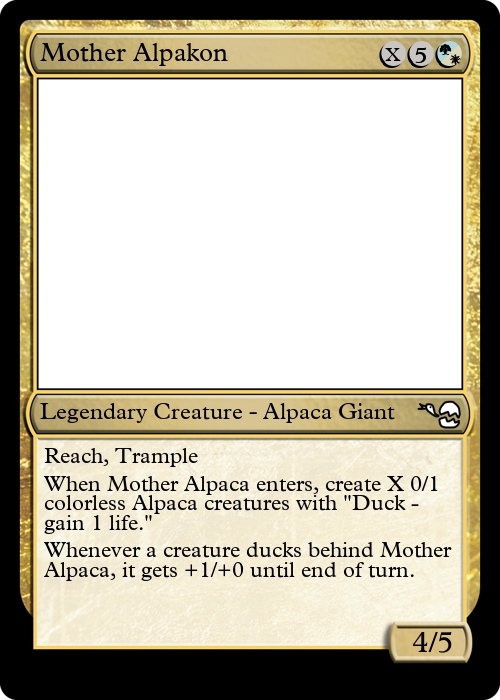 Mother Alpakon X 5
Legendary Creature - Alpaca Giant
Reach, Trample
When Mother Alpaca enters, create X 0/1
colorless Alpaca creatures with "Duck -
gain 1 life."
Whenever a creature ducks behind Mother
Alpaca, it gets +1/+0 until end of turn.
4/5